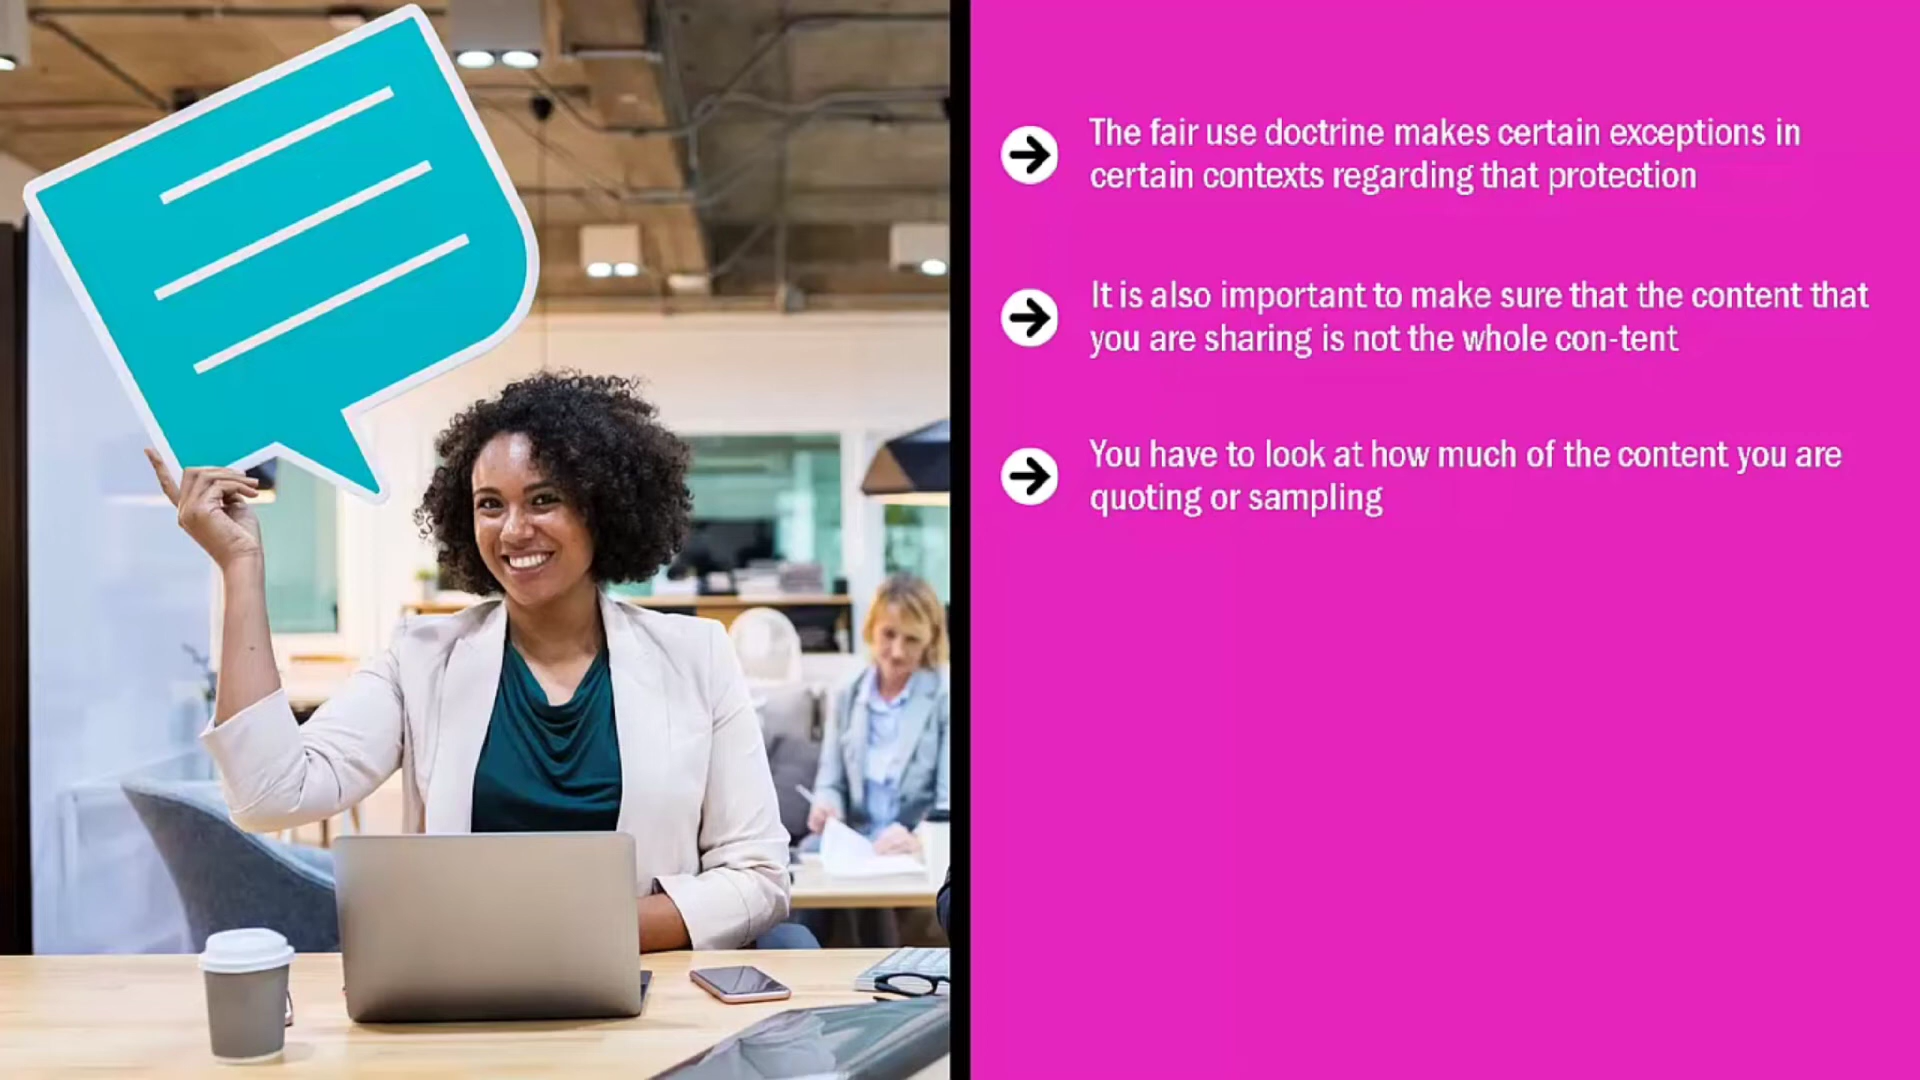 The fair use doctrine makes certain exceptions in
certain contexts regarding that protection
It is also important to make sure that the content that
you are sharing is not the whole con-tent
You have to look at how much of the content you are
quoting or sampling